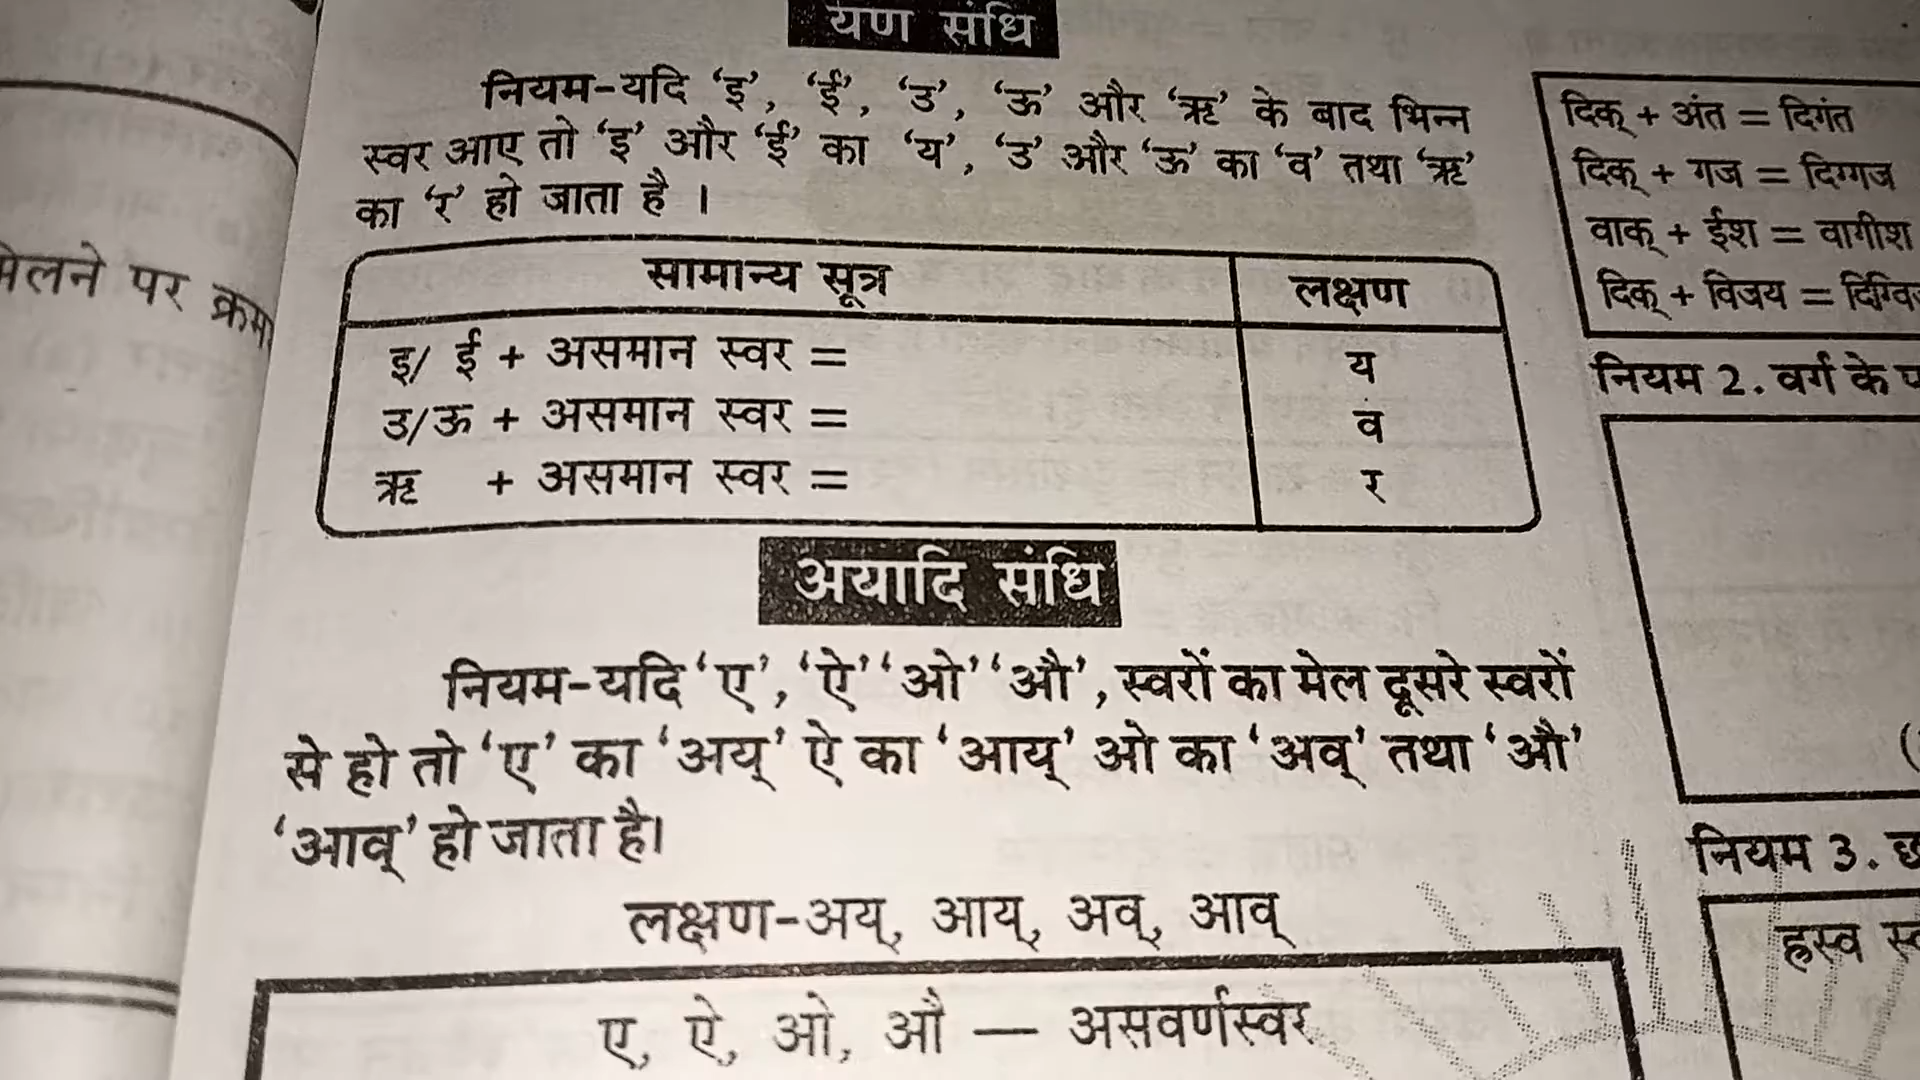 मेलने पर क्रम
यण संधि
नियम-यदि ‘इ’, ‘ई’, ‘उ’, ‘ऊ’ और ‘ऋ’ के बाद भिन्न
स्वर आए तो ‘इ’ और ‘ई’ का ‘य’, ‘उ’ और ‘ऊ’ का ‘व’ तथा ‘ऋ’
का ‘र’ हो जाता है ।
सामान्य सूत्र लक्षण
इ/ ई + असमान स्वर = य
उ/ऊ + असमान स्वर = व
ऋ + असमान स्वर = र
अयादि संधि
नियम-यदि ‘ए’, ‘ऐ’ ‘ओ’ ‘औ’, स्वरों का मेल दूसरे स्वरों
से हो तो ‘ए’ का ‘अय्’ ऐ का ‘आय्’ ओ का ‘अव्’ तथा ‘औ’
‘आव्’ हो जाता है।
लक्षण-अय्, आय्, अव्, आव्
ए, ऐ, ओ, औ — असवर्णस्वर
दिक् + अंत = दिगंत
दिक् + गज = दिग्गज
वाक् + ईश = वागीश
दिक् + विजय =
नियम 2. वर्ग के
नियम 3.
ह्रस्व